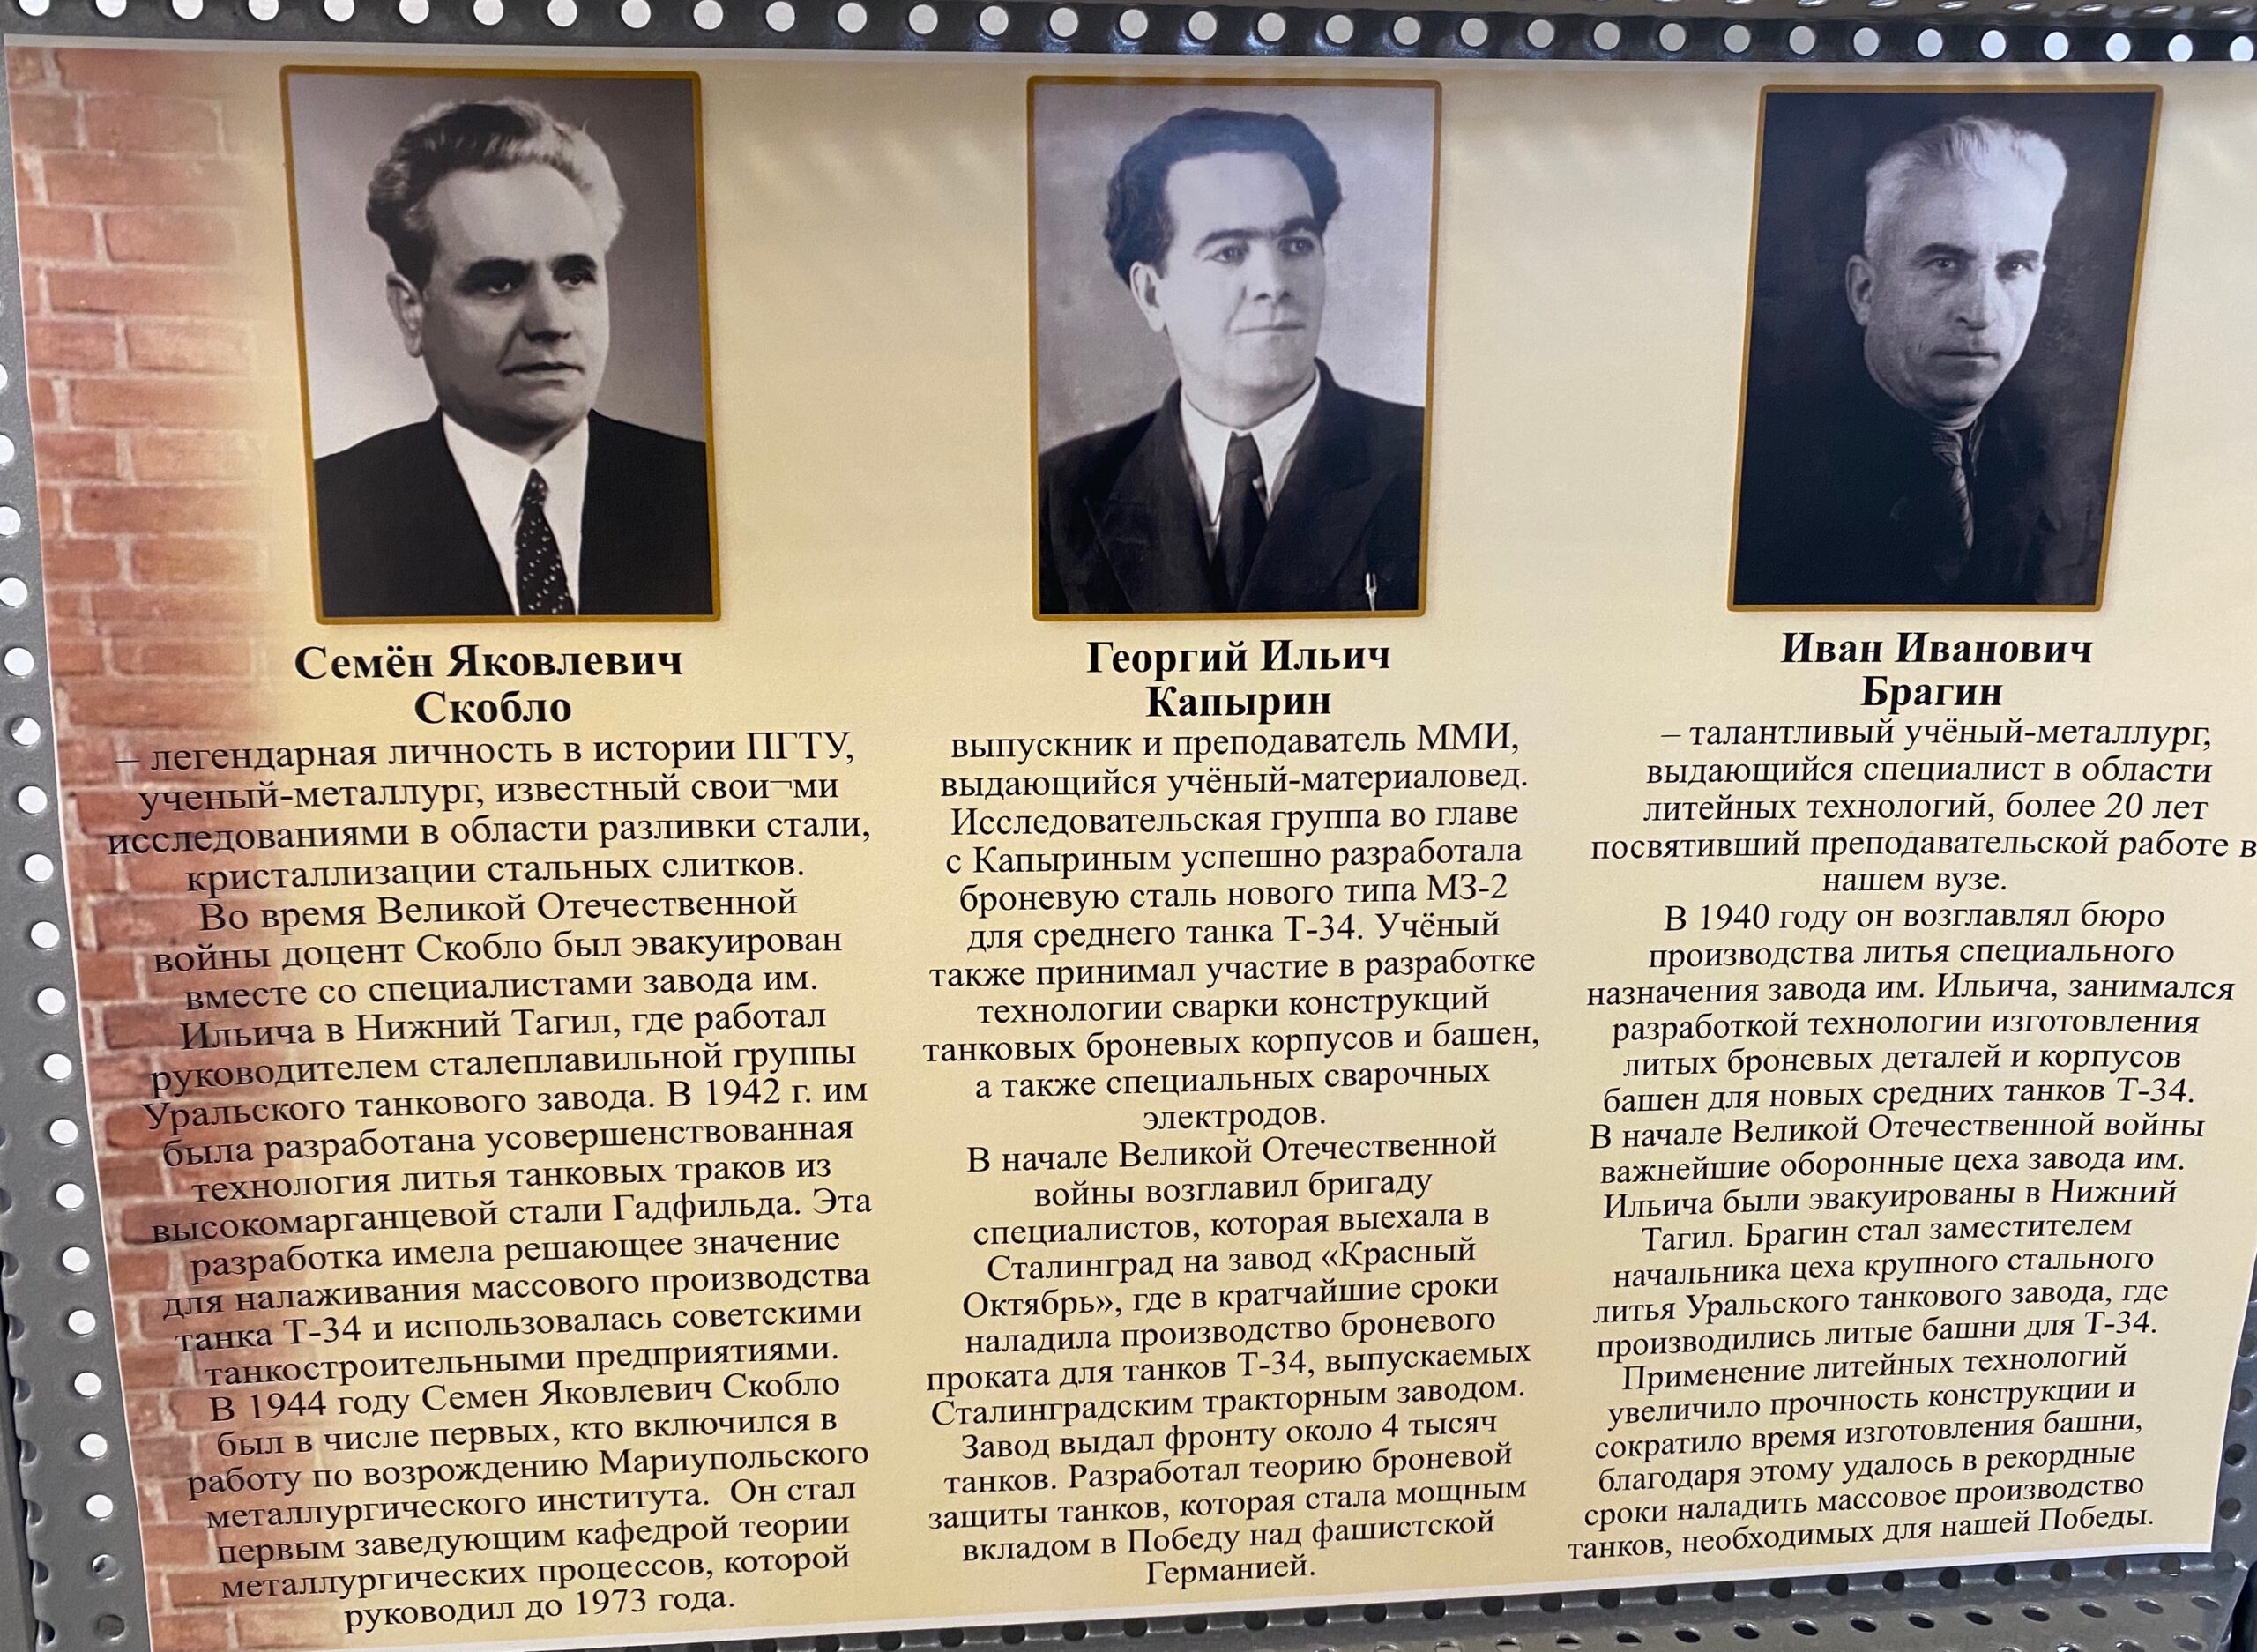 Семён Яковлевич
Скобло
– легендарная личность в истории ПГТУ,
ученый-металлург, известный свои¬ми
исследованиями в области разливки стали,
кристаллизации стальных слитков.
Во время Великой Отечественной
войны доцент Скобло был эвакуирован
вместе со специалистами завода им.
Ильича в Нижний Тагил, где работал
руководителем сталеплавильной группы
Уральского танкового завода. В 1942 г. им
была разработана усовершенствованная
технология литья танковых траков из
высокомарганцевой стали Гадфильда. Эта
разработка имела решающее значение
для налаживания массового производства
танка Т-34 и использовалась советскими
танкостроительными предприятиями.
В 1944 году Семен Яковлевич Скобло
был в числе первых, кто включился в
работу по возрождению Мариупольского
металлургического института. Он стал
первым заведующим кафедрой теории
металлургических процессов, которой
руководил до 1973 года.
Георгий Ильич
Капырин
выпускник и преподаватель ММИ,
выдающийся учёный-материаловед.
Исследовательская группа во главе
с Капыриным успешно разработала
броневую сталь нового типа МЗ-2
для среднего танка Т-34. Учёный
также принимал участие в разработке
технологии сварки конструкций
танковых броневых корпусов и башен,
а также специальных сварочных
электродов.
В начале Великой Отечественной
войны возглавил бригаду
специалистов, которая выехала в
Сталинград на завод «Красный
Октябрь», где в кратчайшие сроки
наладила производство броневого
проката для танков Т-34, выпускаемых
Сталинградским тракторным заводом.
Завод выдал фронту около 4 тысяч
танков. Разработал теорию броневой
защиты танков, которая стала мощным
вкладом в Победу над фашистской
Германией.
Иван Иванович
Брагин
– талантливый учёный-металлург,
выдающийся специалист в области
литейных технологий, более 20 лет
посвятивший преподавательской работе в
нашем вузе.
В 1940 году он возглавлял бюро
производства литья специального
назначения завода им. Ильича, занимался
разработкой технологии изготовления
литых броневых деталей и корпусов
башен для новых средних танков Т-34.
В начале Великой Отечественной войны
важнейшие оборонные цеха завода им.
Ильича были эвакуированы в Нижний
Тагил. Брагин стал заместителем
начальника цеха крупного стального
литья Уральского танкового завода, где
производились литые башни для Т-34.
Применение литейных технологий
увеличило прочность конструкции и
сократило время изготовления башни,
благодаря этому удалось в рекордные
сроки наладить массовое производство
танков, необходимых для нашей Победы.